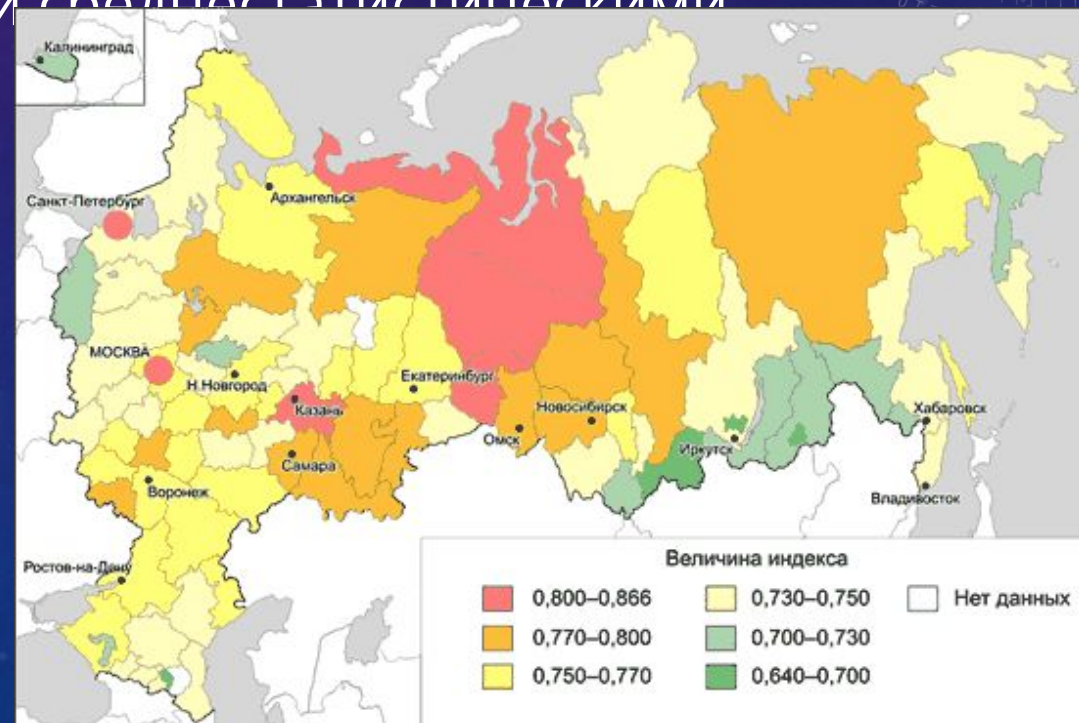 среднестатистическими
Калининград
Санкт-Петербург
Архангельск
МОСКВА
Н.Новгород
Екатеринбург
Казань
Новосибирск
Омск
Самара
Иркутск
Хабаровск
Воронеж
Владивосток
Ростов-на-Дону
Величина индекса
0,800–0,866
0,730–0,750
Нет данных
0,770–0,800
0,700–0,730
0,750–0,770
0,640–0,700